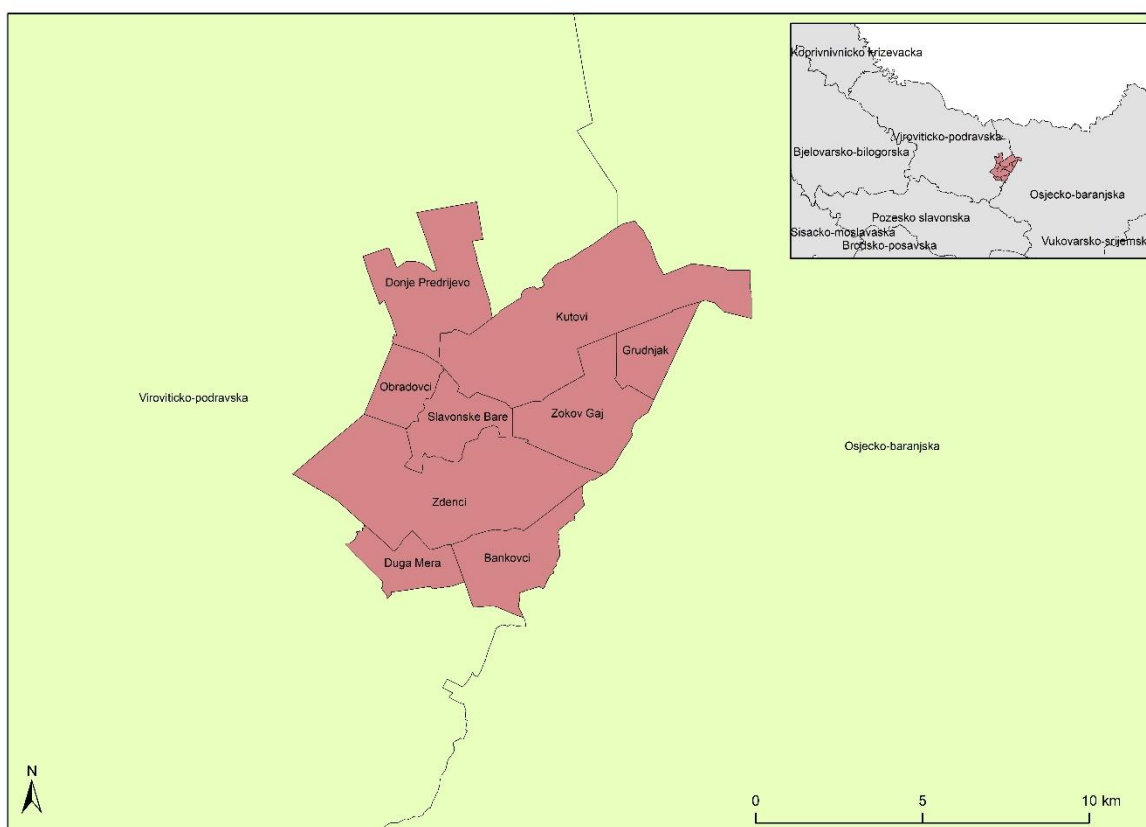 Koprivnivnicko krizevacka
Viroviticko-podravska
Bjelovarsko-bilogorska
Osjecko-baranjska
Pozesko slavonska
Sisacko-moslavaska
Brodsko-posavska
Vukovarsko-srijemsk
Donje Predrijevo
Kutovi
Grudnjak
Obradovci
Slavonske Bare
Zokov Gaj
Viroviticko-podravska
Osjecko-baranjska
Zdenci
Duga Mera
Bankovci
N
0 5 10 km